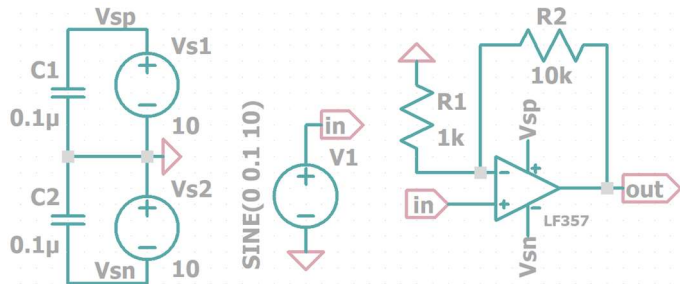 Vsp
Vs1
C1
0.1µ
10
C2
0.1µ
Vs2
Vsn
10
SINE(0 0.1 10)
in
V1
R1
1k
R2
10k
Vsp
in
LF357
Vsn
out